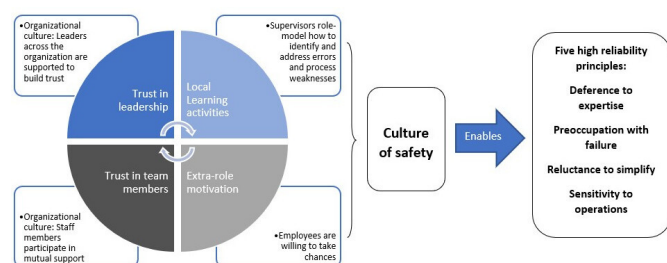 •Organizational
culture: Leaders
across the
organization are
supported to
build trust
•Supervisors role-
model how to
identify and
address errors
and process
weaknesses
Trust in
leadership
Local
Learning
activities
Trust in team
members
Extra-role
motivation
•Organizational
culture: Staff
members
participate in
mutual support
•Employees are
willing to take
chances
Culture
of safety
Enables
Five high reliability
principles:
Deference to
expertise
Preoccupation with
failure
Reluctance to simplify
Sensitivity to
operations